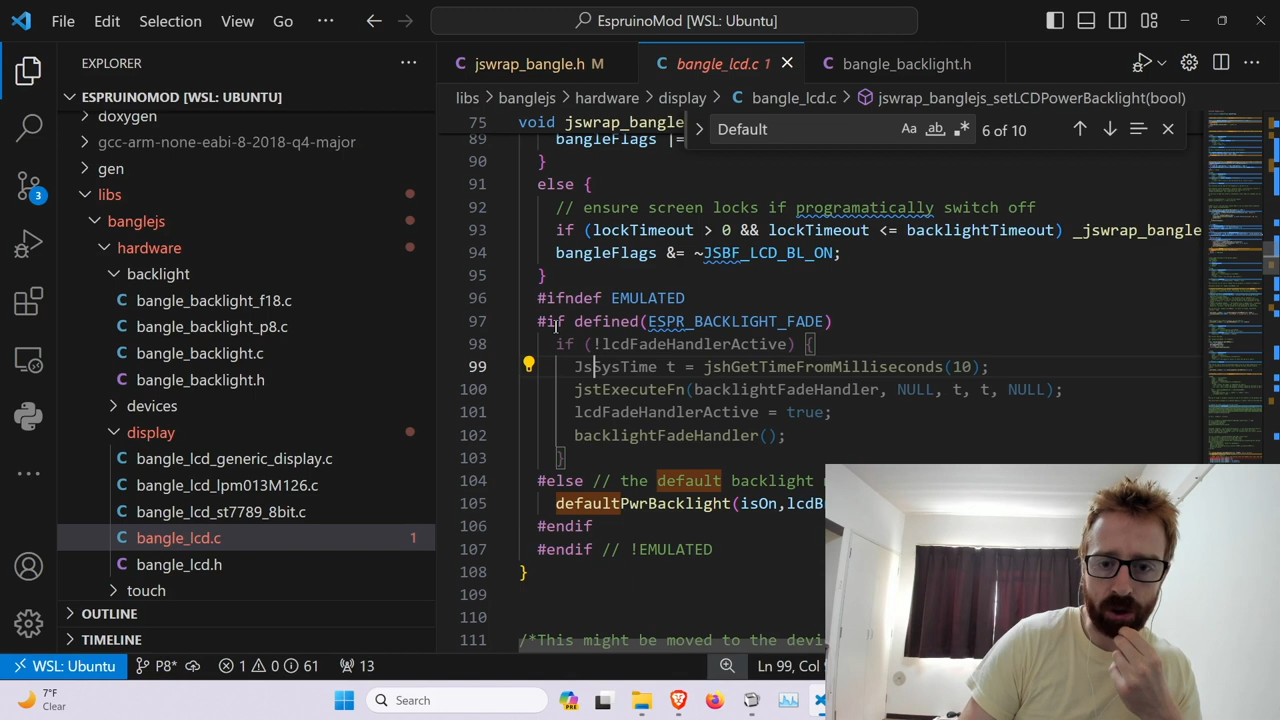 File Edit Selection View Go ··· EspruinoMod [WSL: Ubuntu]
EXPLORER
ESPRUINOMOD [WSL: UBUNTU]
doxygen
gcc-arm-none-eabi-8-2018-q4-major
gen
libs
banglejs
hardware
backlight
C bangle_backlight_f18.c
C bangle_backlight_p8.c
C bangle_backlight.c
C bangle_backlight.h
devices
display
C bangle_lcd_generic_display.c
C bangle_lcd_lpm013M126.c
C bangle_lcd_st7789_8bit.c
C bangle_lcd.c 1
C bangle_lcd.h
touch
OUTLINE
TIMELINE
3
C jswrap_bangle.h M
C bangle_lcd.c 1
C bangle_backlight.h
libs > banglejs > hardware > display > C bangle_lcd.c > jswrap_banglejs_setLCDPowerBacklight(bool)
Default Aa ab ? of 10
75 void jswrap_bangle
89 bangleFlags |=
90
91 } else {
92 // ensure screen locks if programatically switch off
93 if (lockTimeout > 0 && lockTimeout <= backlightTimeout) _jswrap_bangle
94 bangleFlags &= ~JSBF_LCD_BL_ON;
95 }
96 #ifndef EMULATED
97 #if defined(ESPR_BACKLIGHT_FADE)
98 if (!lcdFadeHandlerActive) {
99 JsSysTime t = jshGetTimeFromMilliseconds(10);
100 jstExecuteFn(backlightFadeHandler, NULL, t, t, NULL);
101 lcdFadeHandlerActive = true;
102 backlightFadeHandler();
103 }
104 #else // the default backlight
105 defaultPwrBacklight(isOn,lcdB
106 #endif
107 #endif // !EMULATED
108 }
109
110
111 /*This might be moved to the devi
WSL: Ubuntu P8* 1 0 61 13 Ln 99, Col
7°F
Clear
Search
PRE